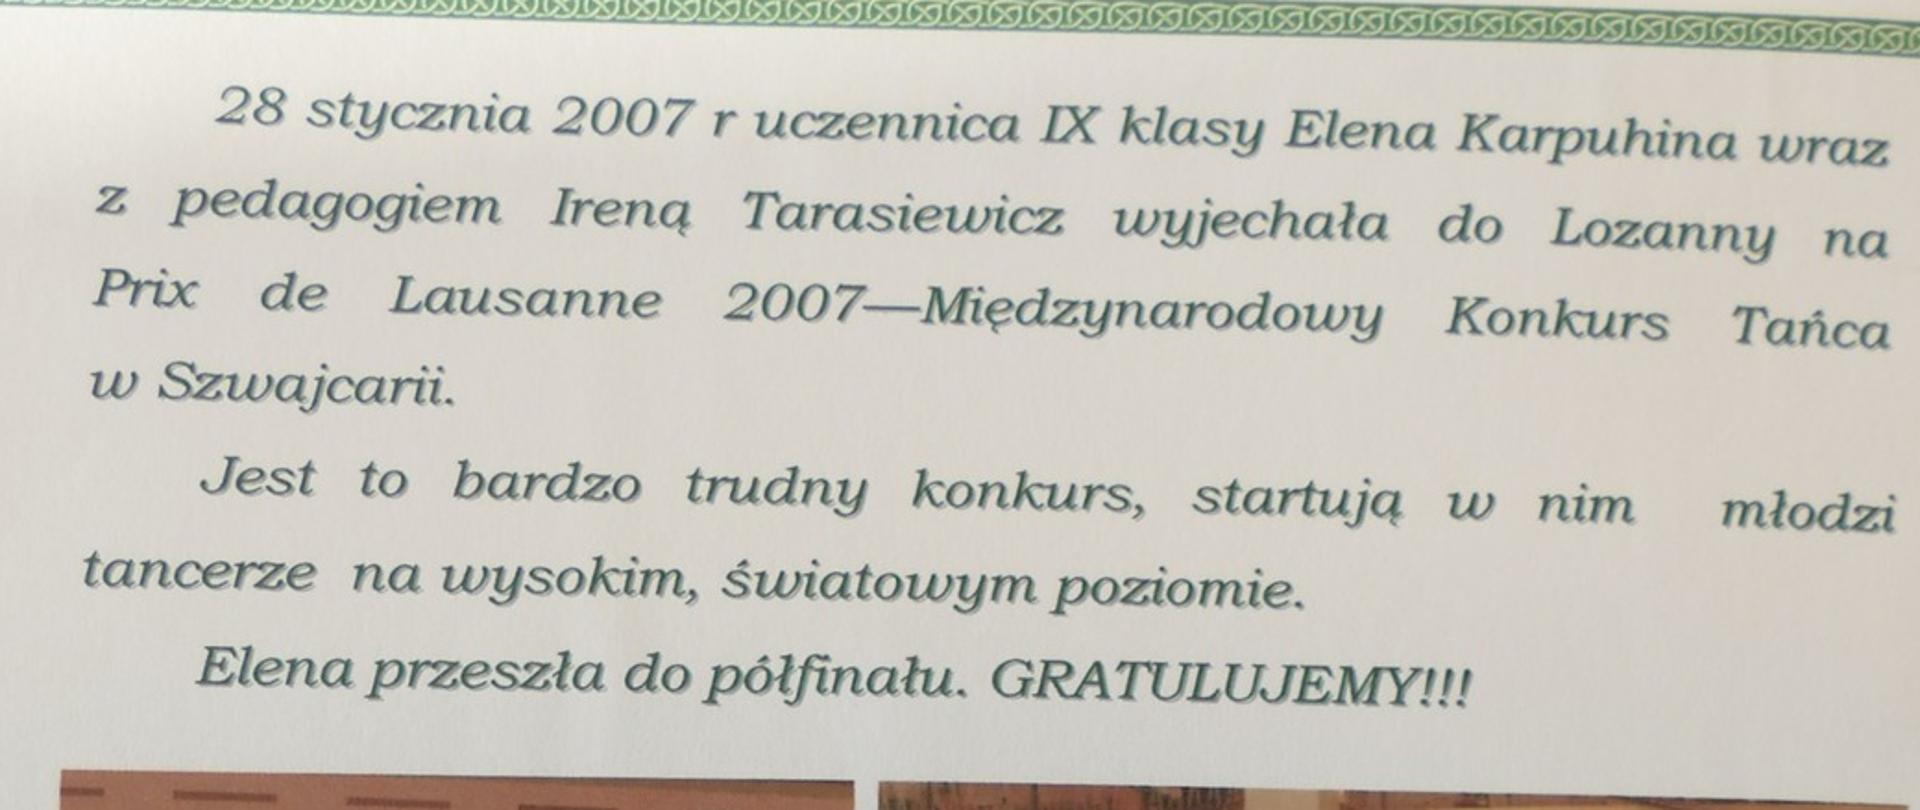 28 stycznia 2007 r uczennica IX klasy Elena Karpuhina wraz
z pedagogiem Ireną Tarasiewicz wyjechała do Lozanny na
Prix de Lausanne 2007—Międzynarodowy Konkurs Tańca
w Szwajcarii.
Jest to bardzo trudny konkurs, startują w nim młodzi
tancerze na wysokim, światowym poziomie.
Elena przeszła do półfinału. GRATULUJEMY!!!